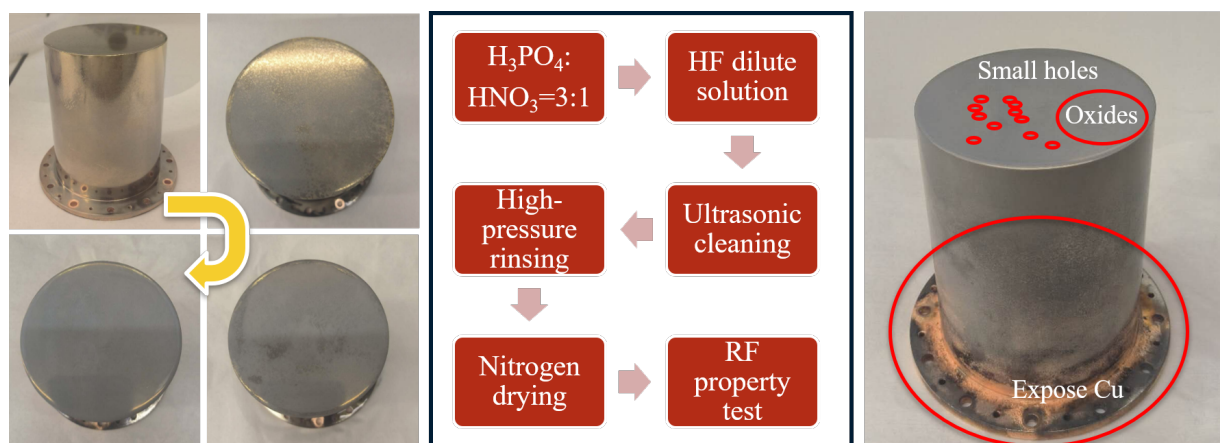 H₃PO₄:
HNO₃=3:1
HF dilute
solution
Ultrasonic
cleaning
High-
pressure
rinsing
Nitrogen
drying
RF
property
test
Small holes
Oxides
Expose Cu